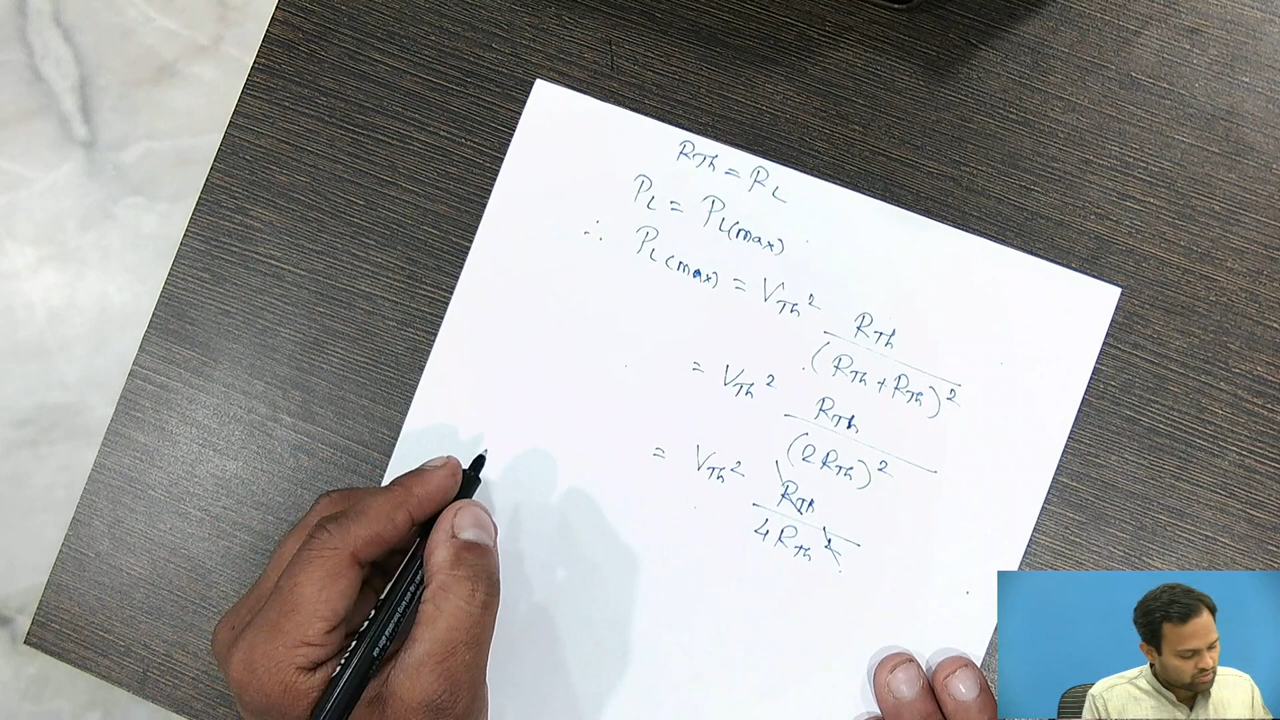 RTh = RL
PL = PL(max)
∴ PL(max) = VTh² RTh / (RTh + RTh)²
= VTh² RTh / (2RTh)²
= VTh² RTh / 4RTh²